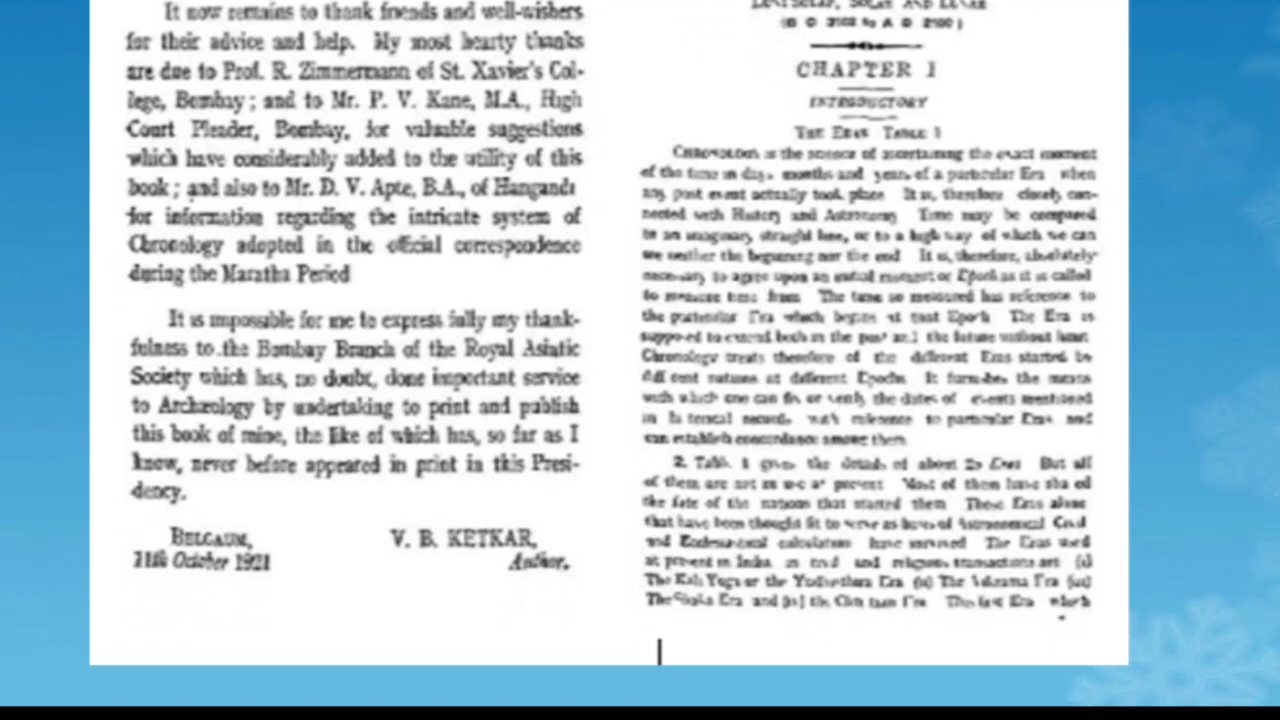 It now remains to thank friends and well-wishers
for their advice and help. My most hearty thanks
are due to Prof. R. Zimmermann of St. Xavier's Col-
lege, Bombay; and to Mr. P. V. Kane, M.A., High
Court Pleader, Bombay, for valuable suggestions
which have considerably added to the utility of this
book; and also to Mr. D. V. Apte, B.A., of
for information regarding the intricate system of
Chronology adopted in the official correspondence
during the Maratha Period
It is impossible for me to express fully my thank-
fulness to the Bombay Branch of the Royal Asiatic
Society which has, no doubt, done important service
to Archæology by undertaking to print and publish
this book of mine, the like of which has, so far as I
know, never before appeared in print in this Presi-
dency.
BELGAUM,
11th October 1921
V. B. KETKAR,
Author.
CHAPTER I
INTRODUCTORY
THE ERAS TABLE 1
CHRONOLOGY is the science of ascertaining the exact moment
of the time in days months and years of a particular Era when
any past event actually took place It is, therefore closely con-
nected with History and Astronomy Time may be compared
to an imaginary straight line, or to a high way of which we can
see neither the beginning nor the end It is, therefore, absolutely
necessary to agree upon an initial moment or Epoch as it is called
to measure time from The time so measured has reference to
the particular Era which begins at that Epoch The Era is
supposed to extend both in the past and the future without limit
Chronology treats therefore of the different Eras started by
different nations at different Epochs It furnishes the means
with which one can fix or verify the dates of events mentioned
in historical records with reference to particular Eras and
can establish concordance among them
2. Table 1 gives the details of about 25 Eras But all
of them are not in use at present Most of them have shared
the fate of the nations that started them Those Eras alone
that have been thought fit to serve as bases of Astronomical Civil
and Ecclesiastical calculations have survived The Eras used
at present in India in civil and religious transactions are (i)
The Kali Yuga or the Era (ii) The Vikrama Era (iii)
The Era and the Christian Era This last Era which